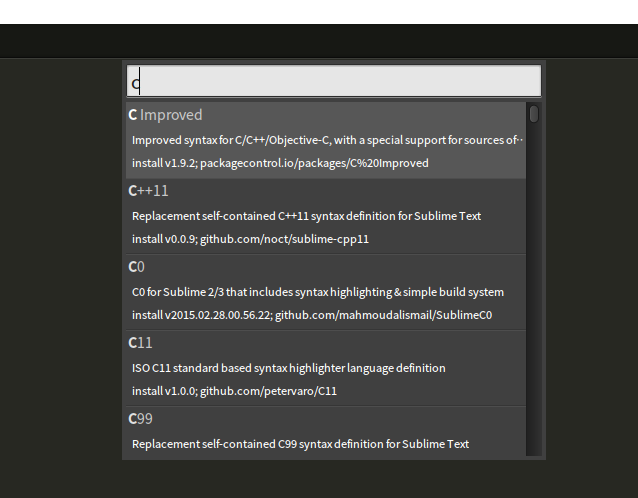 c
C Improved
Improved syntax for C/C++/Objective-C, with a special support for sources of··
install v1.9.2; packagecontrol.io/packages/C%20Improved
C++11
Replacement self-contained C++11 syntax definition for Sublime Text
install v0.0.9; github.com/noct/sublime-cpp11
C0
C0 for Sublime 2/3 that includes syntax highlighting & simple build system
install v2015.02.28.00.56.22; github.com/mahmoudalismail/SublimeC0
C11
ISO C11 standard based syntax highlighter language definition
install v1.0.0; github.com/petervaro/C11
C99
Replacement self-contained C99 syntax definition for Sublime Text